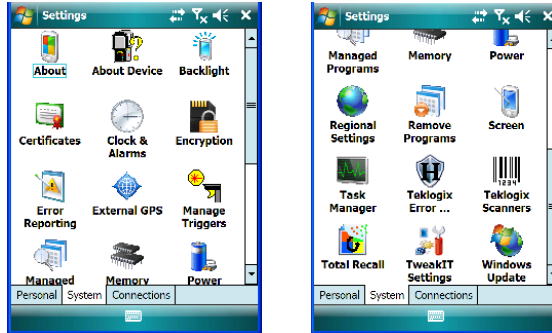 Settings
About
About Device
Backlight
Certificates
Clock &
Alarms
Encryption
Error
Reporting
External GPS
Manage
Triggers
Managed
Memory
Power
Personal
System
Connections
Settings
Managed
Programs
Memory
Power
Regional
Settings
Remove
Programs
Screen
Task
Manager
Teklogix
Error ...
Teklogix
Scanners
Total Recall
TweakIT
Settings
Windows
Update
Personal
System
Connections